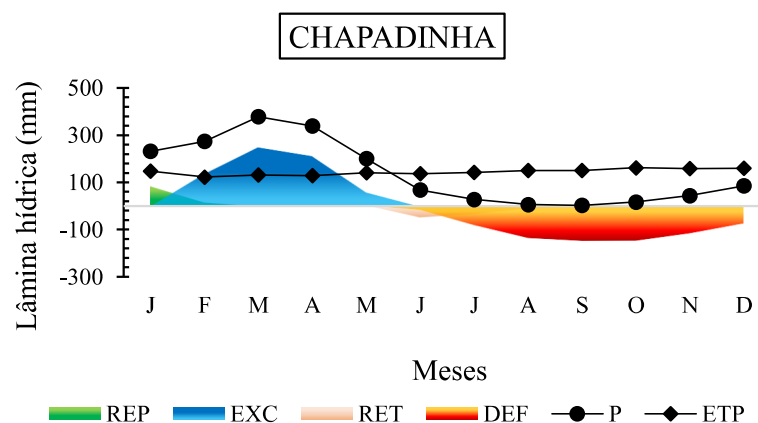 CHAPADINHA
Lâmina hídrica (mm)
500
300
100
-100
-300
J F M A M J J A S O N D
Meses
REP EXC RET DEF P ETP